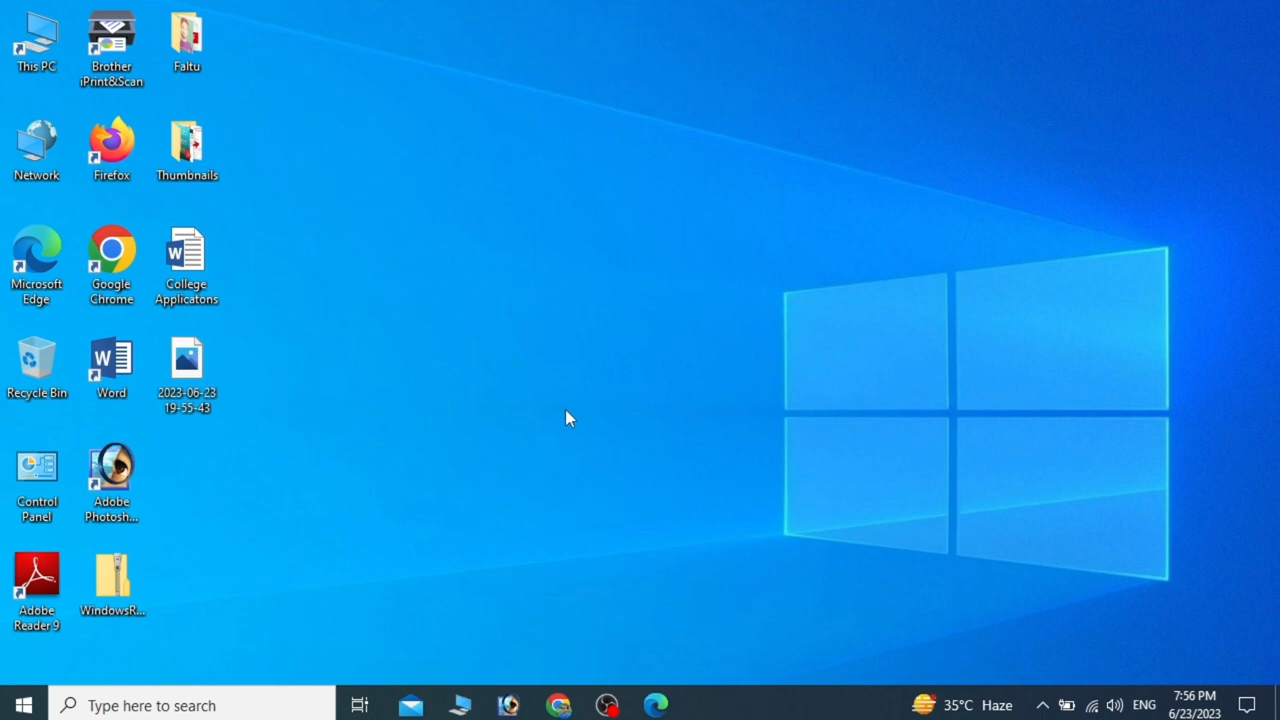 This PC
Brother
iPrint&Scan
Faltu
Network
Firefox
Thumbnails
Microsoft
Edge
Google
Chrome
College
Applicatons
Recycle Bin
Word
2023-06-23
19-55-43
Control
Panel
Adobe
Photosh...
Adobe
Reader 9
WindowsR...
Type here to search
35°C Haze
ENG
7:56 PM
6/23/2023